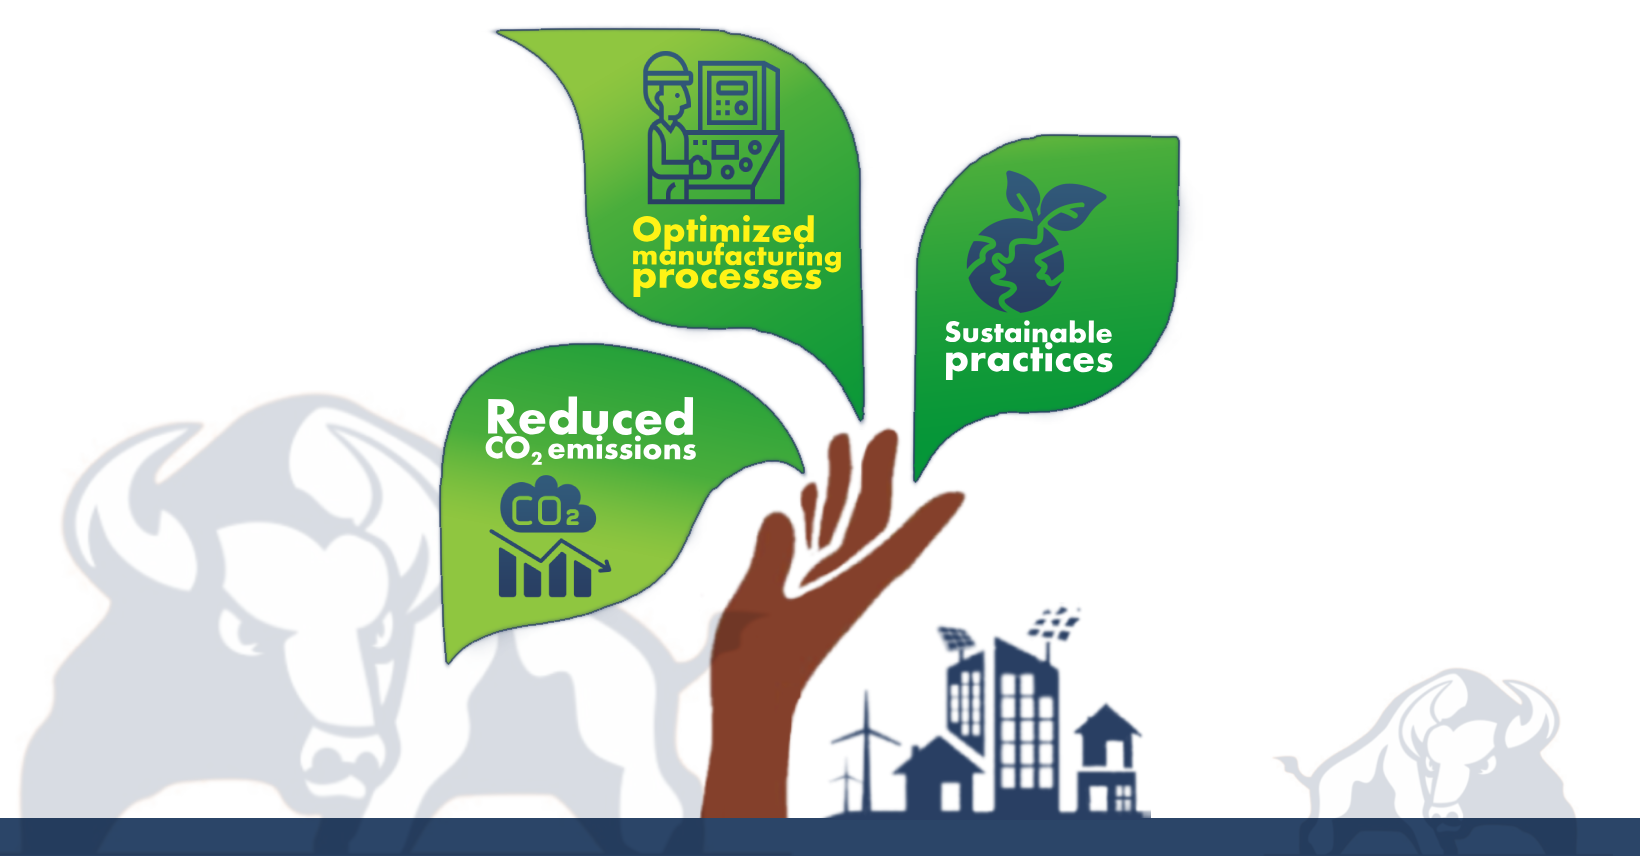 Optimized
manufacturing
processes
Sustainable
practices
Reduced
CO₂ emissions
CO₂